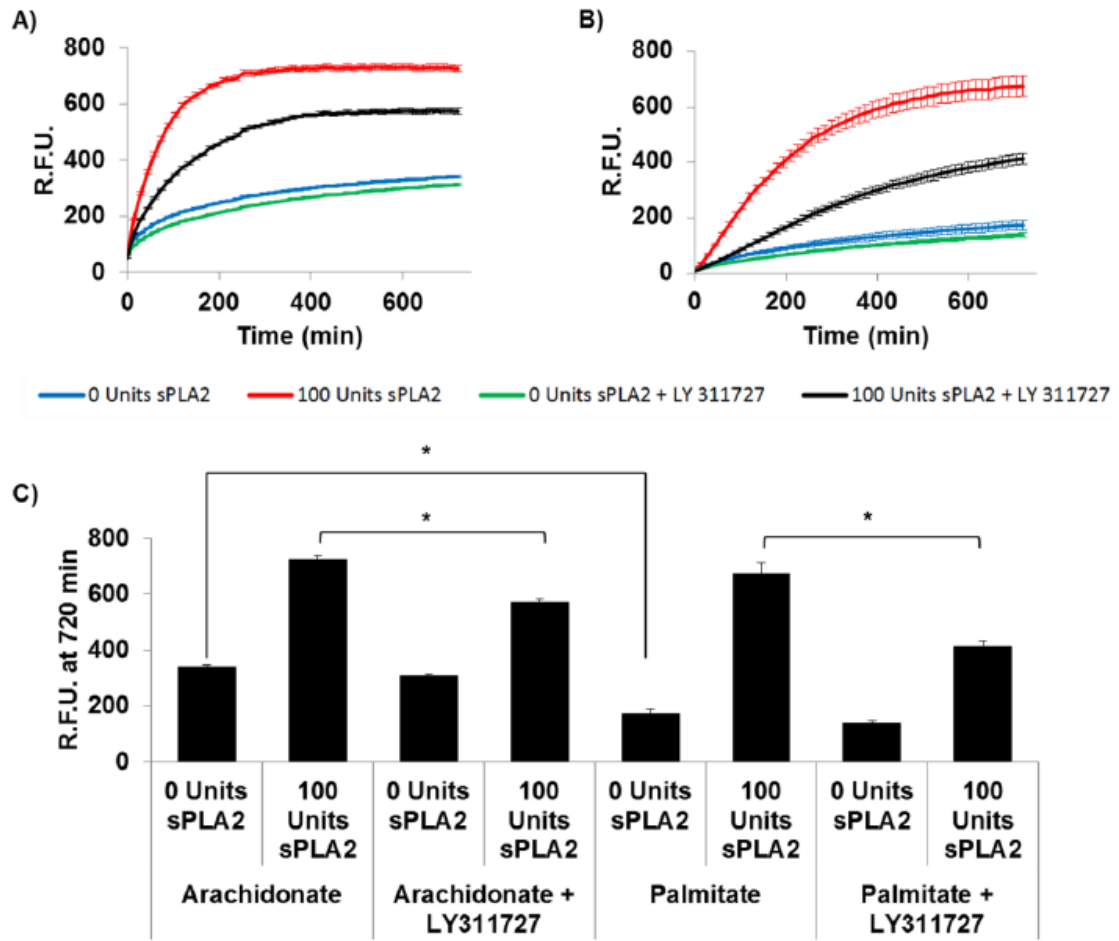 A)
B)
800
600
400
200
0
R.F.U.
0 200 400 600
Time (min)
800
600
400
200
0
R.F.U.
0 200 400 600
Time (min)
0 Units sPLA2 100 Units sPLA2 0 Units sPLA2 + LY 311727 100 Units sPLA2 + LY 311727
C)
*
*
*
800
600
400
200
0
R.F.U. at 720 min
0 Units
sPLA2
100
Units
sPLA2
0 Units
sPLA2
100
Units
sPLA2
0 Units
sPLA2
100
Units
sPLA2
0 Units
sPLA2
100
Units
sPLA2
Arachidonate
Arachidonate +
LY311727
Palmitate
Palmitate +
LY311727